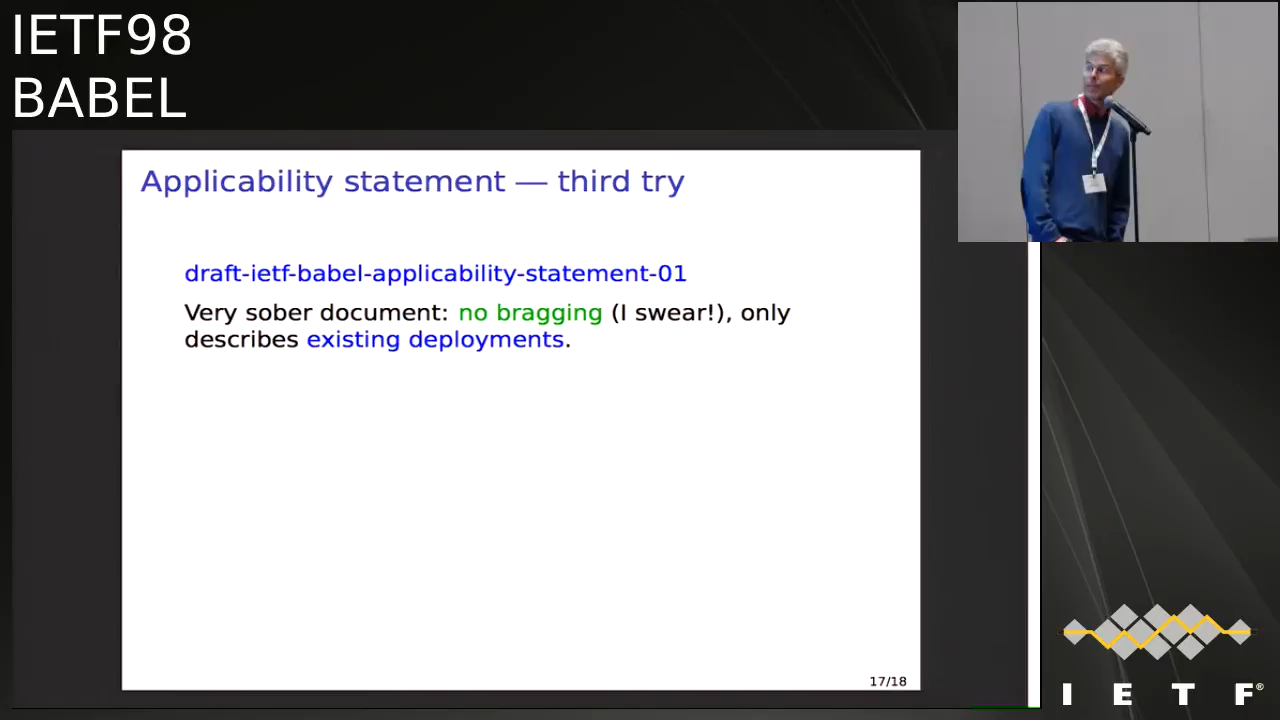 IETF98
BABEL
Applicability statement — third try
draft-ietf-babel-applicability-statement-01
Very sober document: no bragging (I swear!), only
describes existing deployments.
17/18
I E T F®